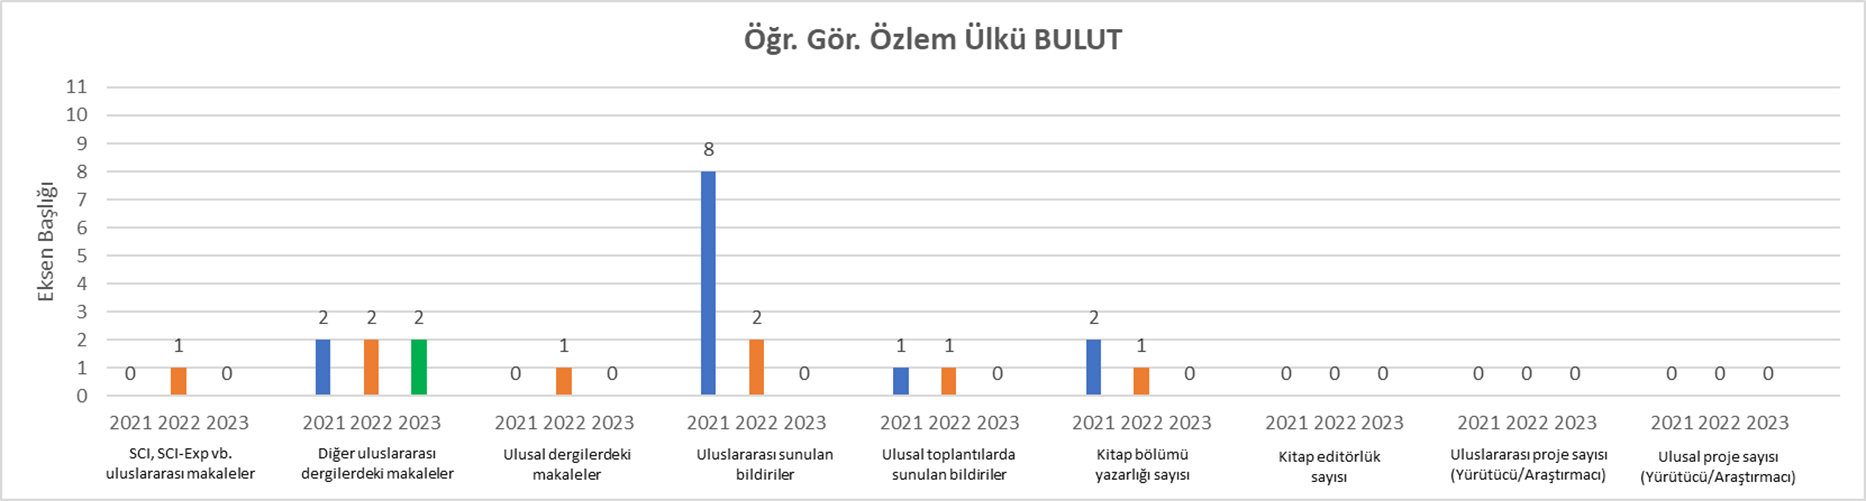 Öğr. Gör. Özlem Ülkü BULUT
Eksen Başlığı
11
10
9
8
7
6
5
4
3
2
1
0
0 1 0
2 2 2
0 1 0
8 2 0
1 1 0
2 1 0
0 0 0
0 0 0
0 0 0
2021 2022 2023
2021 2022 2023
2021 2022 2023
2021 2022 2023
2021 2022 2023
2021 2022 2023
2021 2022 2023
2021 2022 2023
2021 2022 2023
SCI, SCI-Exp vb.
uluslararası makaleler
Diğer uluslararası
dergilerdeki makaleler
Ulusal dergilerdeki
makaleler
Uluslararası sunulan
bildiriler
Ulusal toplantılarda
sunulan bildiriler
Kitap bölümü
yazarlığı sayısı
Kitap editörlük
sayısı
Uluslararası proje sayısı
(Yürütücü/Araştırmacı)
Ulusal proje sayısı
(Yürütücü/Araştırmacı)